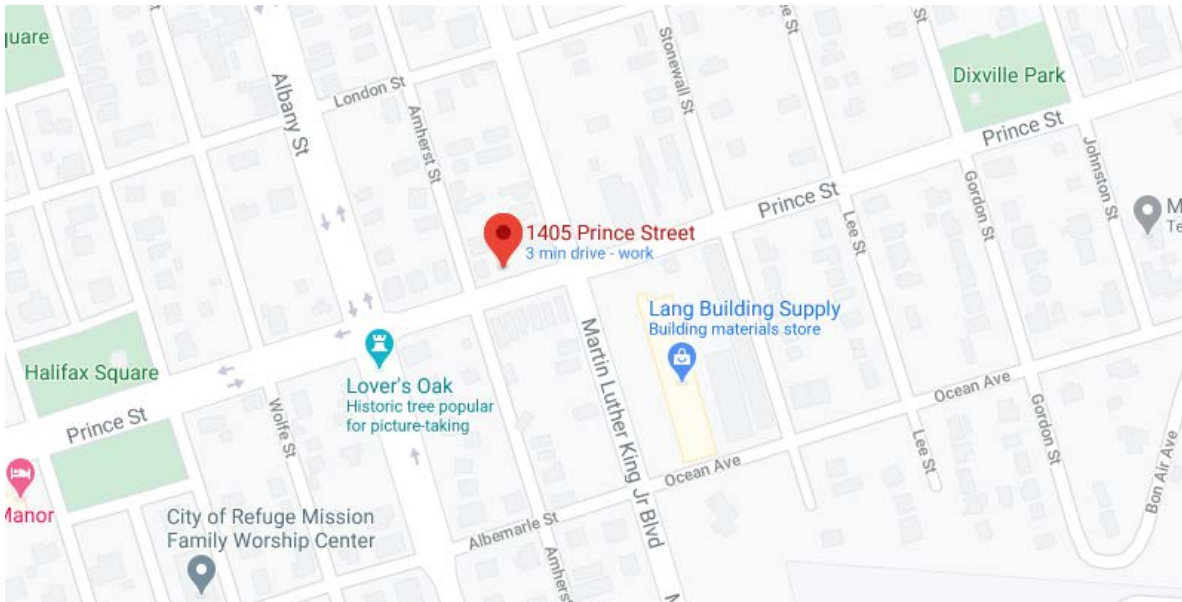 quare
Albany St
London St
Amherst St
Stonewall St
e St
St
Dixville Park
Prince St
Johnston St
Gordon St
M
Te
Prince St
Lee St
1405 Prince Street
3 min drive - work
Lang Building Supply
Building materials store
Martin Luther King Jr Blvd
Halifax Square
Lover's Oak
Historic tree popular
for picture-taking
Prince St
Wolfe St
Ocean Ave
Gordon St
Lee St
Bon Air Ave
Ocean Ave
Manor
City of Refuge Mission
Family Worship Center
Albemarle St
Amherst
M